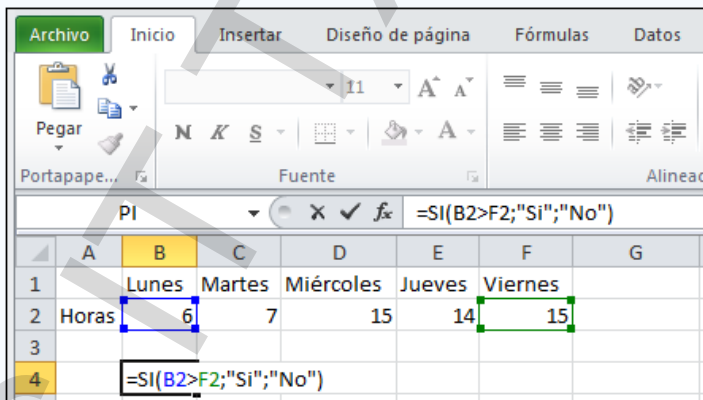 Archivo Inicio Insertar Diseño de página Fórmulas Datos
11 A A
Pegar N K S A
Portapape... Fuente Alineac
PI fx =SI(B2>F2;"Si";"No")
A B C D E F G
1 Lunes Martes Miércoles Jueves Viernes
2 Horas 6 7 15 14 15
3
4 =SI(B2>F2;"Si";"No")